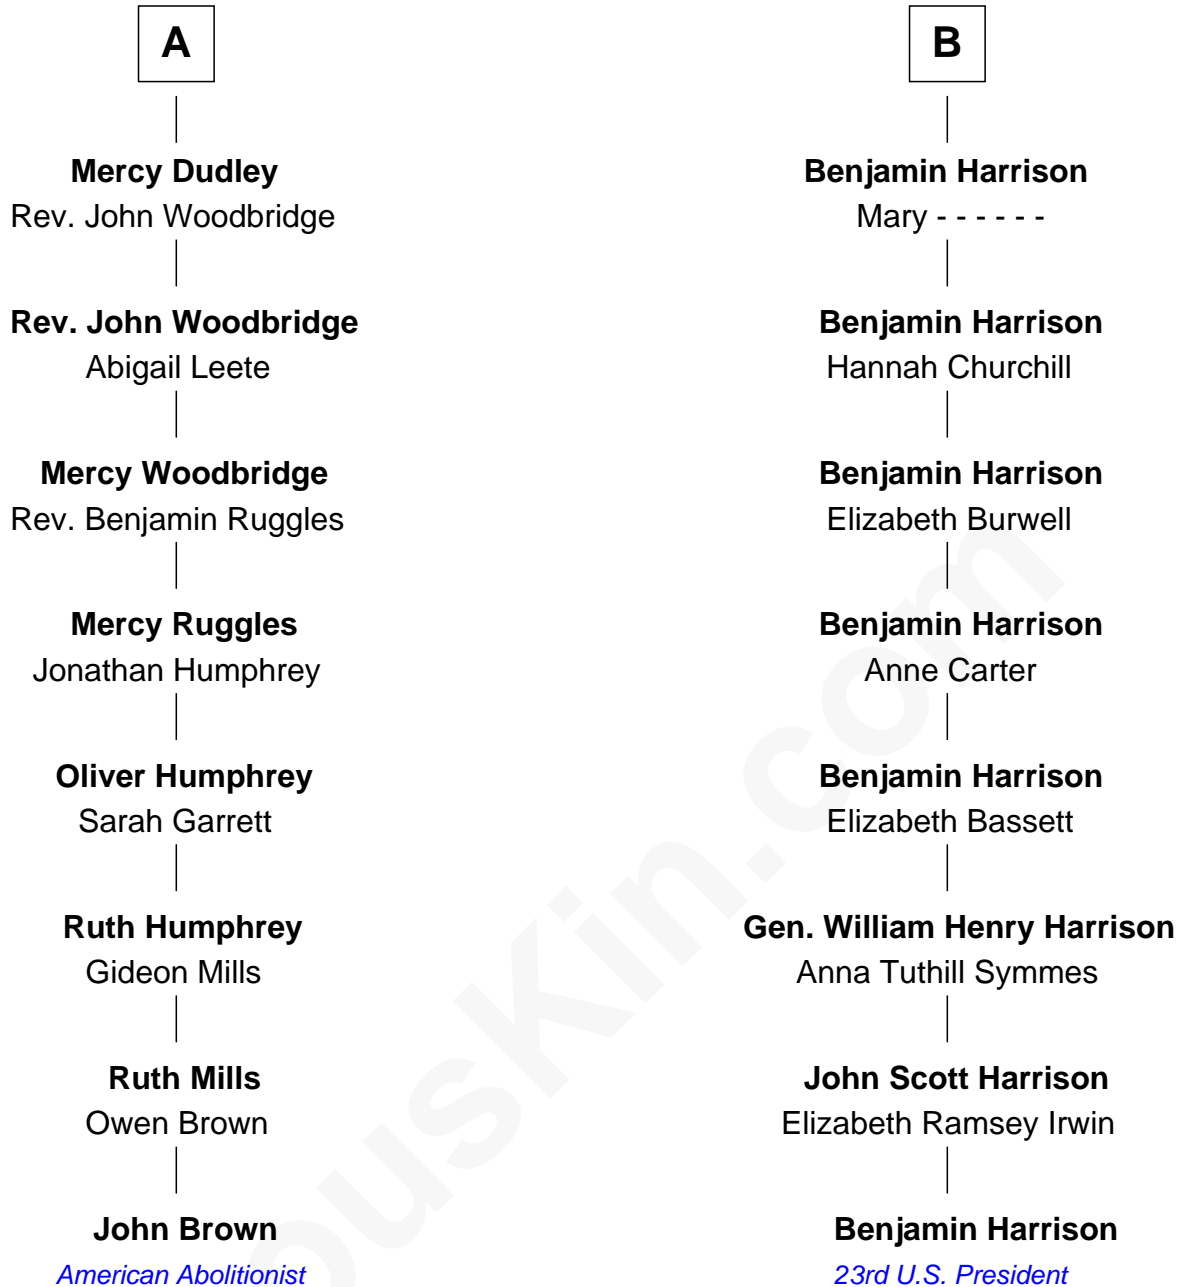 A
Mercy Dudley
Rev. John Woodbridge
Rev. John Woodbridge
Abigail Leete
Mercy Woodbridge
Rev. Benjamin Ruggles
Mercy Ruggles
Jonathan Humphrey
Oliver Humphrey
Sarah Garrett
Ruth Humphrey
Gideon Mills
Ruth Mills
Owen Brown
John Brown
American Abolitionist
B
Benjamin Harrison
Mary - - - - - -
Benjamin Harrison
Hannah Churchill
Benjamin Harrison
Elizabeth Burwell
Benjamin Harrison
Anne Carter
Benjamin Harrison
Elizabeth Bassett
Gen. William Henry Harrison
Anna Tuthill Symmes
John Scott Harrison
Elizabeth Ramsey Irwin
Benjamin Harrison
23rd U.S. President
ousKin.com